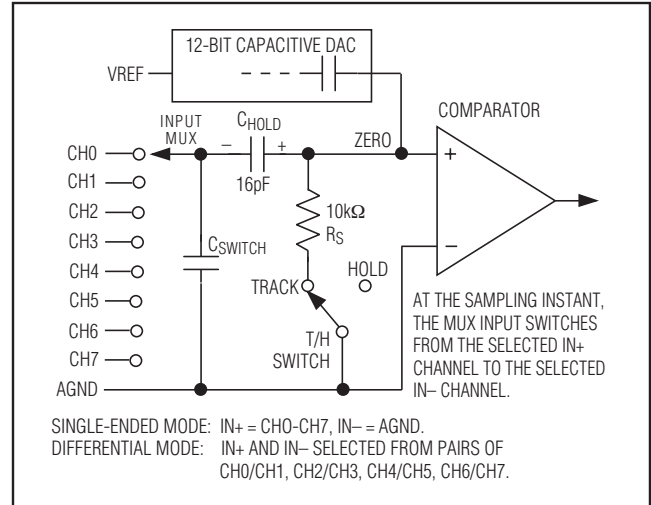 12-BIT CAPACITIVE DAC
VREF
COMPARATOR
INPUT
MUX
CHOLD
ZERO
– +
16pF
+
CH0
CH1
CH2
CH3
CH4
CH5
CH6
CH7
AGND
CSWITCH
10kΩ
RS
–
TRACK
HOLD
T/H
SWITCH
AT THE SAMPLING INSTANT,
THE MUX INPUT SWITCHES
FROM THE SELECTED IN+
CHANNEL TO THE SELECTED
IN– CHANNEL.
SINGLE-ENDED MODE: IN+ = CHO-CH7, IN– = AGND.
DIFFERENTIAL MODE: IN+ AND IN– SELECTED FROM PAIRS OF
CH0/CH1, CH2/CH3, CH4/CH5, CH6/CH7.